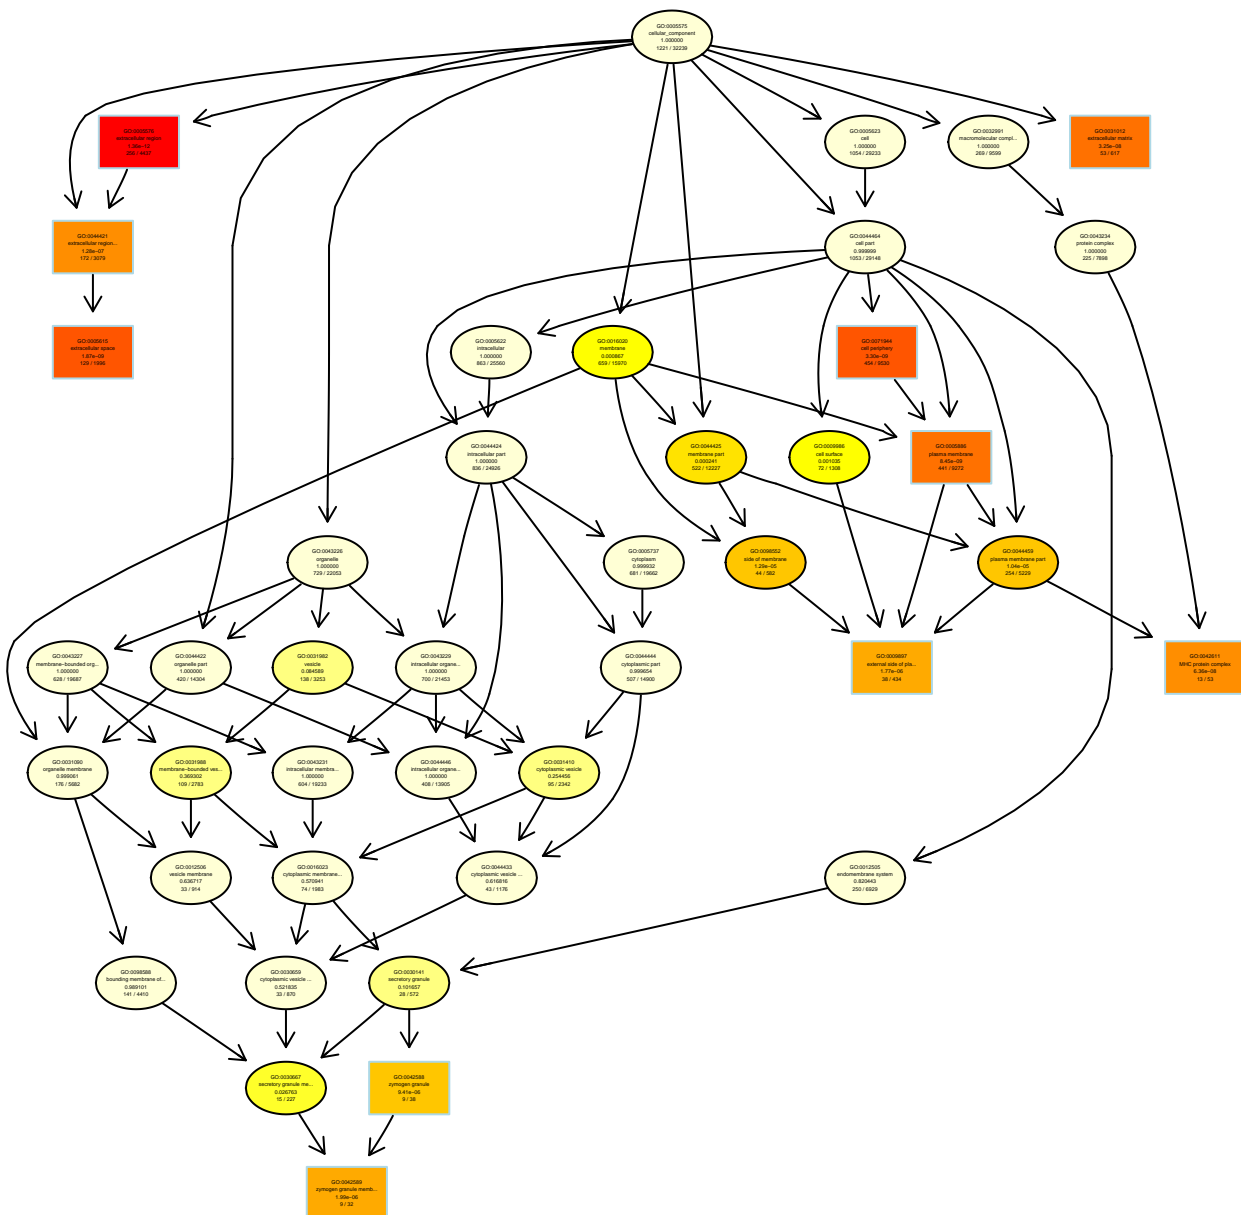 GO:0005575
cellular_component
1.000000
1221 / 32239
GO:0005576
extracellular region
GO:0005623
cell
1.000000
1054 / 29233
GO:0032991
macromolecular compl...
1.000000
269 / 9599
GO:0031012
extracellular matrix
3.25e−08
53 / 617
GO:0044421
extracellular region...
1.29e−07
172 / 3079
GO:0044464
cell part
0.999999
1053 / 29148
GO:0043234
protein complex
1.000000
225 / 7898
GO:0005615
extracellular space
1.87e−09
129 / 1996
GO:0005622
intracellular
1.000000
863 / 25560
GO:0016020
membrane
0.000867
659 / 15970
GO:0071944
cell periphery
3.30e−09
454 / 9530
GO:0044424
intracellular part
1.000000
836 / 24926
GO:0044425
membrane part
0.000241
522 / 12227
GO:0009986
cell surface
0.001035
72 / 1308
GO:0005886
plasma membrane
8.45e−09
441 / 9272
GO:0043226
organelle
1.000000
729 / 22053
GO:0005737
cytoplasm
0.999932
681 / 19662
GO:0098552
side of membrane
1.29e−05
44 / 582
GO:0044459
plasma membrane part
1.04e−05
254 / 5229
GO:0043227
membrane−bounded org...
1.000000
628 / 19687
GO:0044422
organelle part
1.000000
420 / 14304
GO:0031982
vesicle
0.084589
138 / 3253
GO:0043229
intracellular organe...
1.000000
700 / 21453
GO:0044444
cytoplasmic part
0.999654
507 / 14900
GO:0009897
external side of pla...
1.77e−06
38 / 434
GO:0042611
MHC protein complex
6.36e−08
13 / 53
GO:0031090
organelle membrane
0.999061
176 / 5682
GO:0031988
membrane−bounded ves...
0.369302
109 / 2783
GO:0043231
intracellular membra...
1.000000
604 / 19233
GO:0044446
intracellular organe...
1.000000
408 / 13905
GO:0031410
cytoplasmic vesicle
0.254456
95 / 2342
GO:0012506
vesicle membrane
0.636717
33 / 914
GO:0016023
cytoplasmic membrane...
0.570941
74 / 1983
GO:0044433
cytoplasmic vesicle ...
0.616816
43 / 1176
GO:0012505
endomembrane system
0.820443
250 / 6929
GO:0098588
bounding membrane of...
0.989101
141 / 4410
GO:0030659
cytoplasmic vesicle ...
0.521835
33 / 870
GO:0030141
secretory granule
0.101657
28 / 572
GO:0030667
secretory granule me...
0.026763
15 / 227
GO:0042588
zymogen granule
9.41e−06
9 / 38
GO:0042589
zymogen granule memb...
1.99e−06
8 / 32